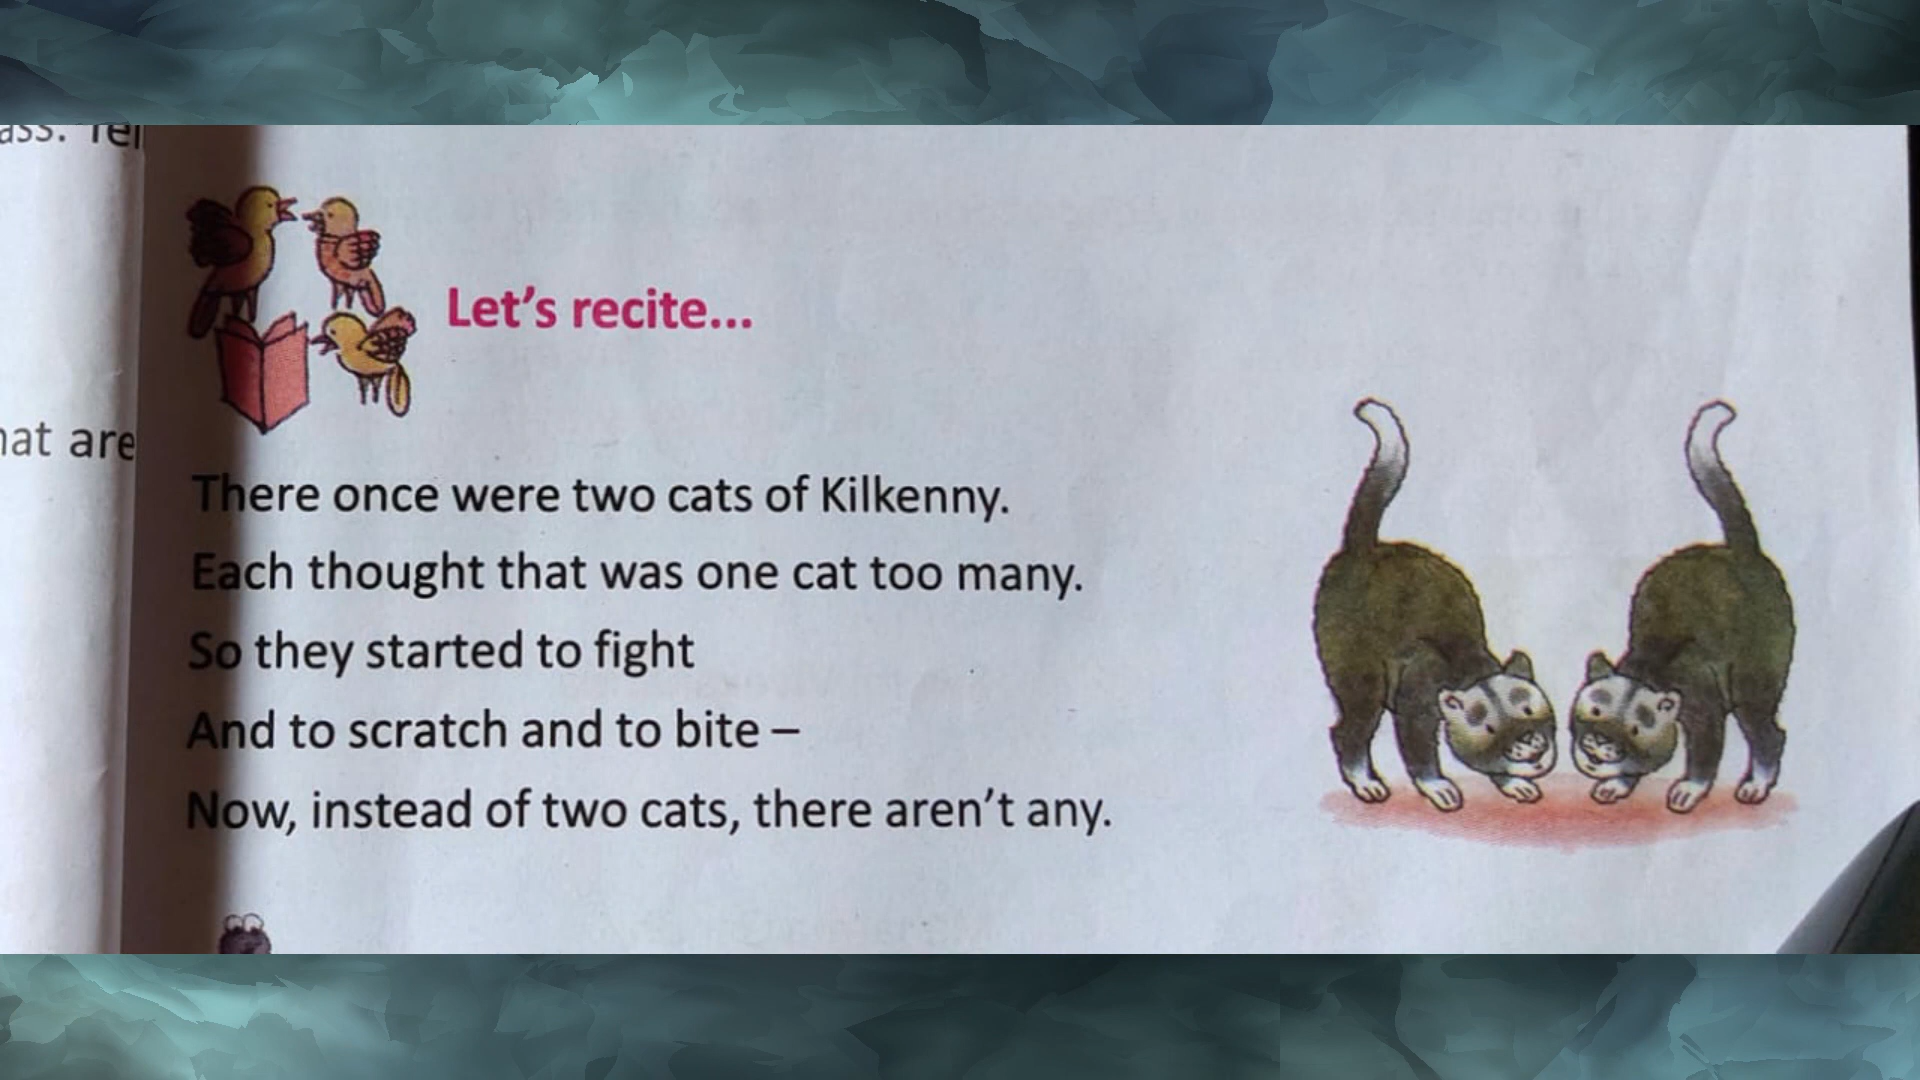 are
Let's recite...
There once were two cats of Kilkenny.
Each thought that was one cat too many.
So they started to fight
And to scratch and to bite –
Now, instead of two cats, there aren't any.